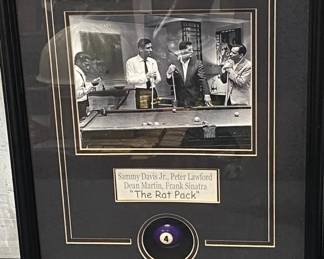 Sammy Davis Jr., Peter Lawford
Dean Martin, Frank Sinatra
"The Rat Pack"
4